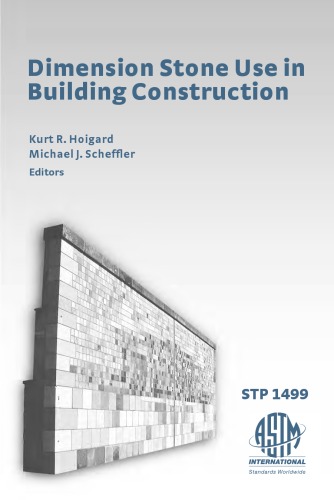 Dimension Stone Use in
Building Construction
Kurt R. Hoigard
Michael J. Scheffler
Editors
STP 1499
ASTM
INTERNATIONAL
Standards Worldwide